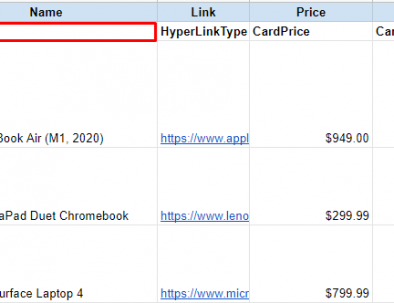 Name Link Price
HyperLinkType CardPrice Car
Book Air (M1, 2020) https://www.appl $949.00
aPad Duet Chromebook https://www.leno $299.99
urface Laptop 4 https://www.micr $799.99